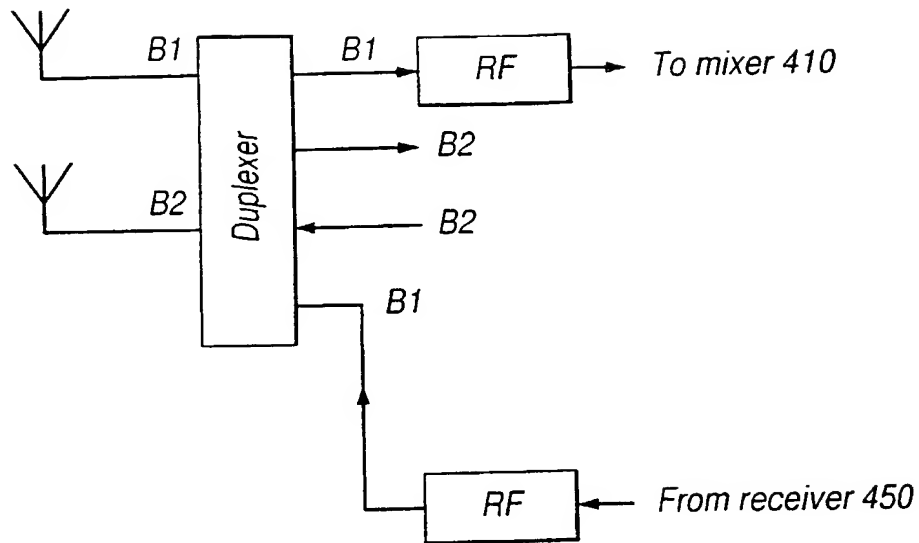 B1
B1
RF
To mixer 410
B2
B2
Duplexer
B2
B1
RF
From receiver 450